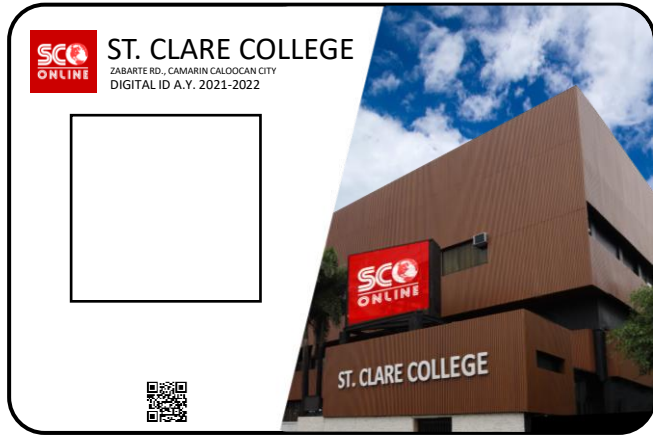 SCO
ONLINE
ST. CLARE COLLEGE
ZABARTE RD., CAMARIN CALOOCAN CITY
DIGITAL ID A.Y. 2021-2022
SCO
ONLINE
ST. CLARE COLLEGE